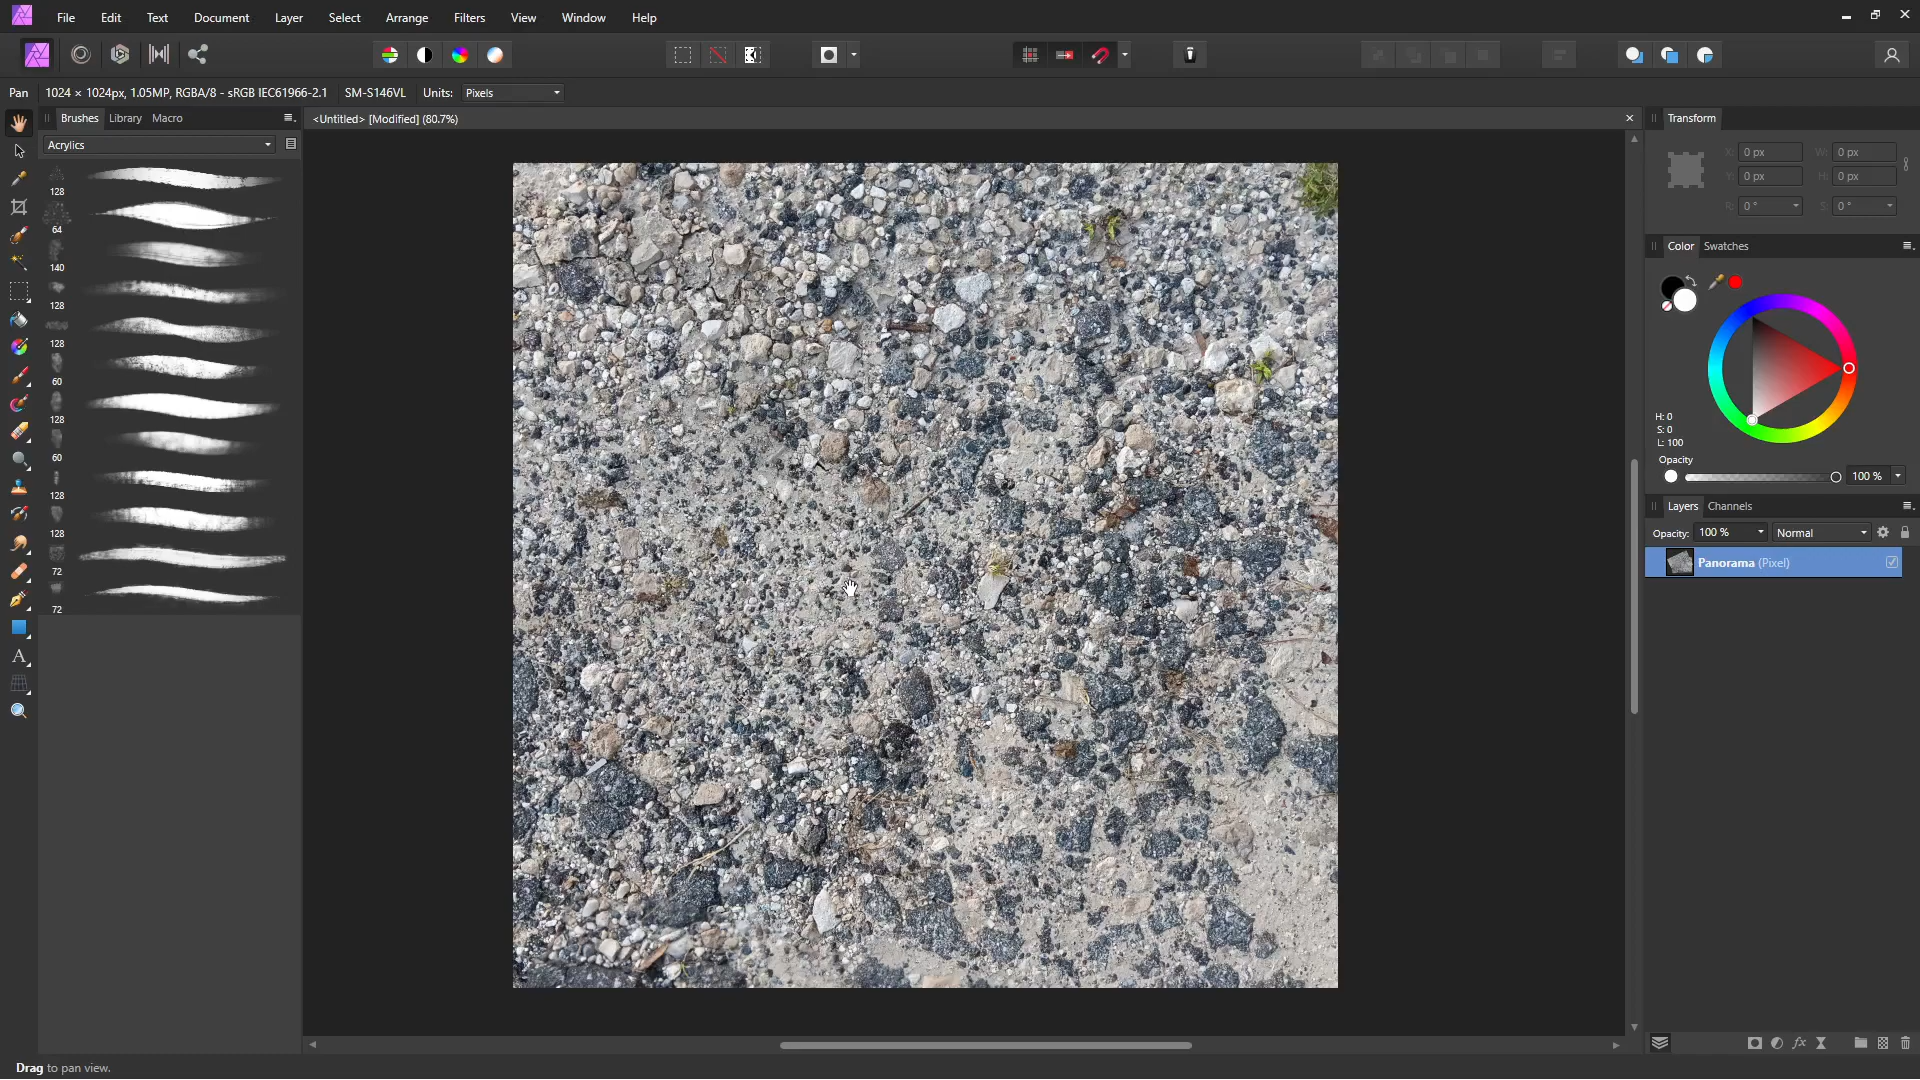 File Edit Text Document Layer Select Arrange Filters View Window Help
Pan 1024 × 1024px, 1.05MP, RGBA/8 - sRGB IEC61966-2.1 SM-S146VL Units: Pixels
Brushes Library Macro
<Untitled> [Modified] (80.7%)
Transform
Acrylics
X: 0 px W: 0 px
Y: 0 px H: 0 px
R: 0 ° S: 0 °
128
64
140
128
128
60
128
60
128
128
72
72
Color Swatches
H: 0
S: 0
L: 100
Opacity
100 %
Layers Channels
Opacity: 100 % Normal
Panorama (Pixel)
A
fx
Drag to pan view.